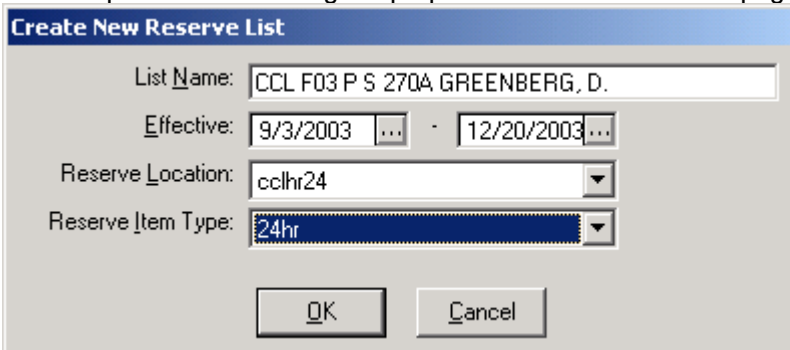 Create New Reserve List
List Name: CCL F03 P S 270A GREENBERG, D.
Effective: 9/3/2003 ... - 12/20/2003 ...
Reserve Location: cclhr24
Reserve Item Type: 24hr
OK Cancel